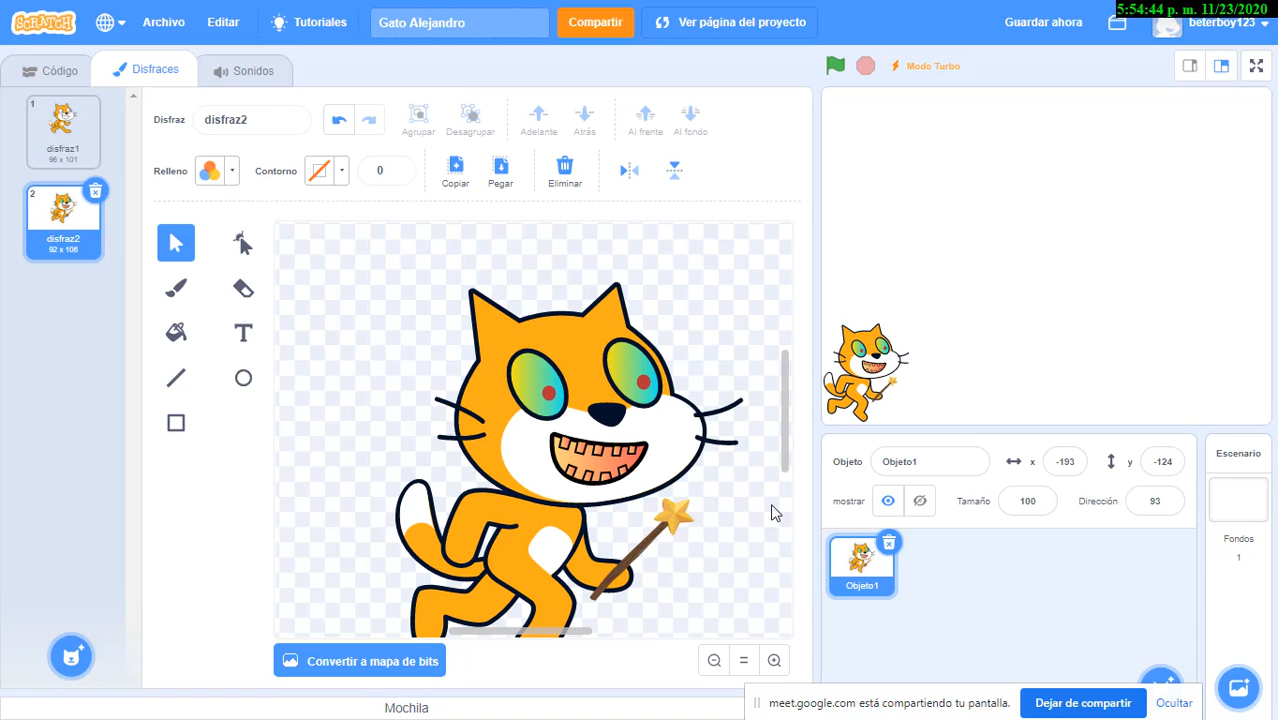 SCRATCH
Archivo
Editar
Tutoriales
Gato Alejandro
Compartir
Ver página del proyecto
Guardar ahora
5:54:44 p. m. 11/23/2020
beterboy123
Código
Disfraces
Sonidos
Modo Turbo
1
disfraz1
96 x 101
2
disfraz2
92 x 106
Disfraz
disfraz2
Agrupar
Desagrupar
Adelante
Atrás
Al frente
Al fondo
Relleno
Contorno
0
Copiar
Pegar
Eliminar
T
Convertir a mapa de bits
Mochila
Objeto
Objeto1
x
-193
y
-124
mostrar
Tamaño
100
Dirección
93
Objeto1
Escenario
Fondos
1
meet.google.com está compartiendo tu pantalla.
Dejar de compartir
Ocultar